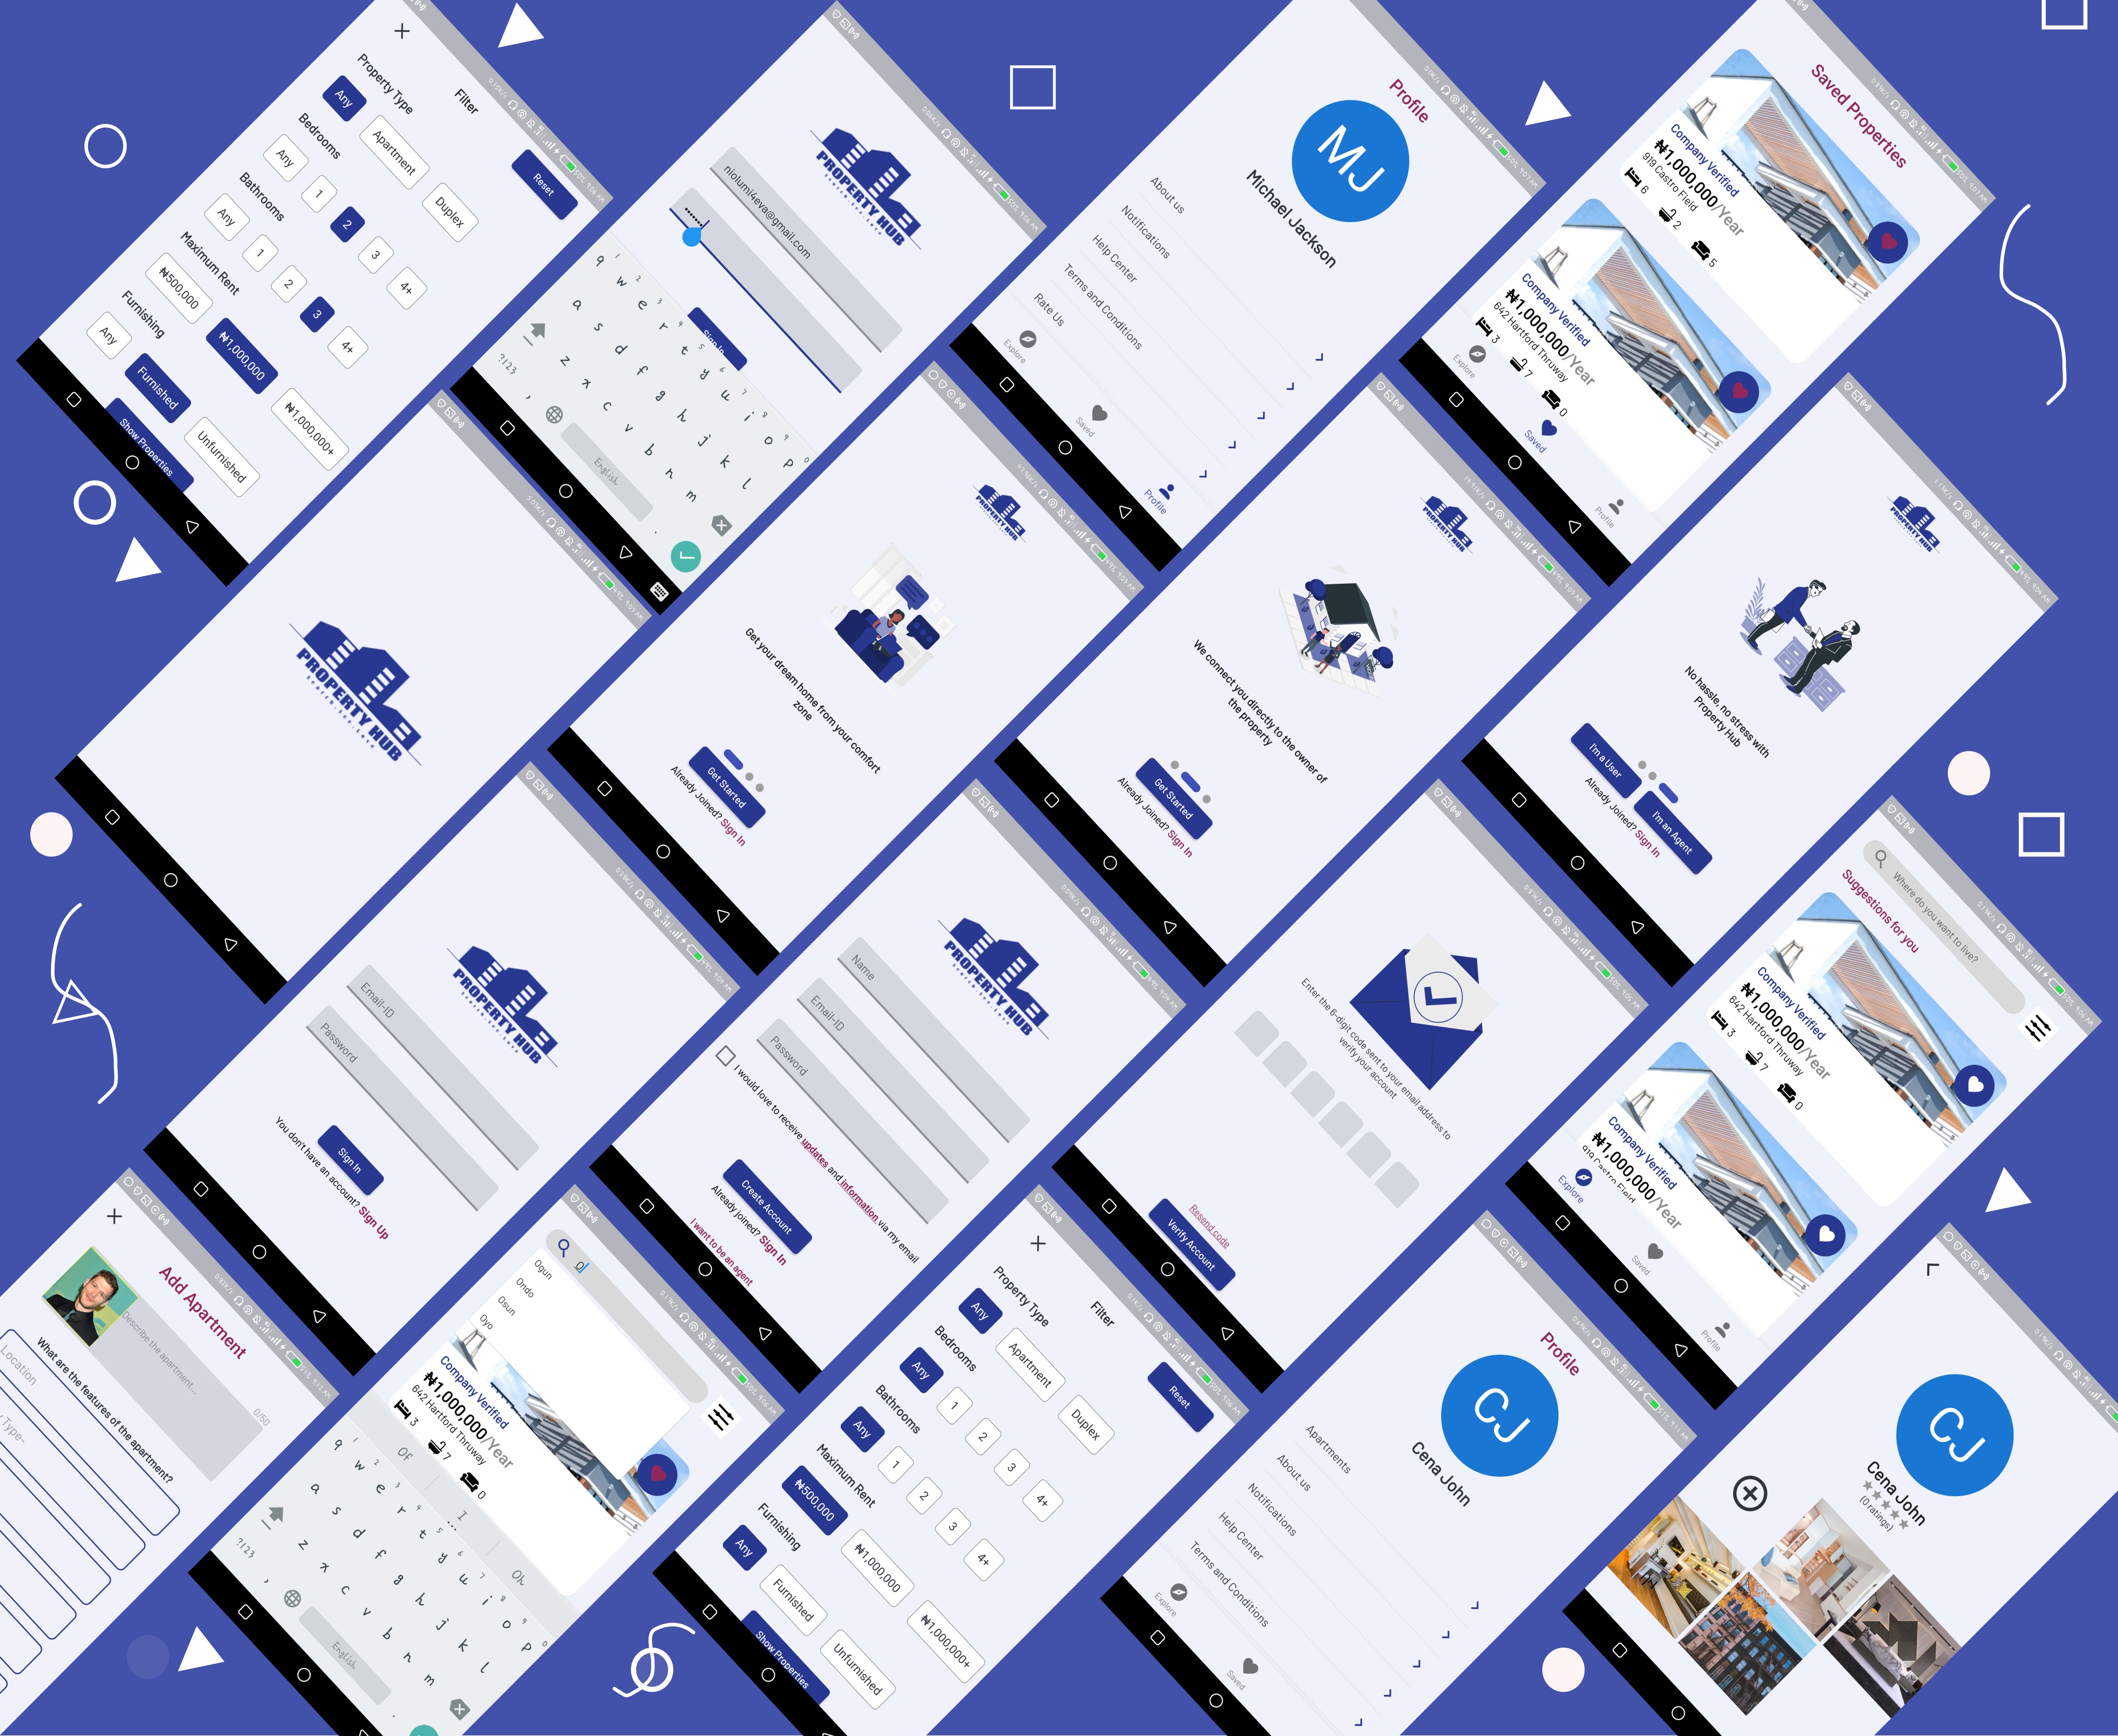 Filter
Reset
Property Type
Any
Apartment
Duplex
Bedrooms
Any
1
2
3
4+
Bathrooms
Any
1
2
3
4+
Maximum Rent
₦500,000
₦1,000,000
₦1,000,000+
Furnishing
Any
Furnished
Unfurnished
Show Properties
PROPERTY HUB
niolumi4eva@gmail.com
Sign In
q w e r t y u i o p
a s d f g h j k l
z x c v b n m
?123
English
Profile
MJ
Michael Jackson
About us
Notifications
Help Center
Terms and Conditions
Rate Us
Explore
Saved
Profile
Saved Properties
Company Verified
₦1,000,000/Year
919 Castro Field
6
2
5
Company Verified
₦1,000,000/Year
642 Hartford Thruway
3
7
0
Explore
Saved
Profile
PROPERTY HUB
PROPERTY HUB
Get your dream home from your comfort
zone
Get Started
Already Joined? Sign In
PROPERTY HUB
We connect you directly to the owner of
the property
Get Started
Already Joined? Sign In
PROPERTY HUB
No hassle, no stress with
Property Hub
I'm a User
I'm an Agent
Already Joined? Sign In
PROPERTY HUB
Email-ID
Password
Sign In
You don't have an account? Sign Up
PROPERTY HUB
Name
Email-ID
Password
I would love to receive updates and information via my email
Create Account
Already joined? Sign In
I want to be an agent
Enter the 6-digit code sent to your email address to
verify your account
Resend code
Verify Account
Where do you want to live?
Suggestions for you
Company Verified
₦1,000,000/Year
642 Hartford Thruway
3
7
0
Company Verified
₦1,000,000/Year
919 Castro Field
Explore
Saved
Profile
Add Apartment
Describe the apartment...
0/50
What are the features of the apartment?
Location
Type-
O
Ogun
Ondo
Osun
Oyo
Company Verified
₦1,000,000/Year
642 Hartford Thruway
3
7
0
Of
I
Oh
q w e r t y u i o p
a s d f g h j k l
z x c v b n m
?123
English
Filter
Reset
Property Type
Any
Apartment
Duplex
Bedrooms
Any
1
2
3
4+
Bathrooms
Any
1
2
3
4+
Maximum Rent
₦500,000
₦1,000,000
₦1,000,000+
Furnishing
Any
Furnished
Unfurnished
Show Properties
Profile
CJ
Cena John
Apartments
About us
Notifications
Help Center
Terms and Conditions
Explore
Saved
CJ
Cena John
(0 ratings)